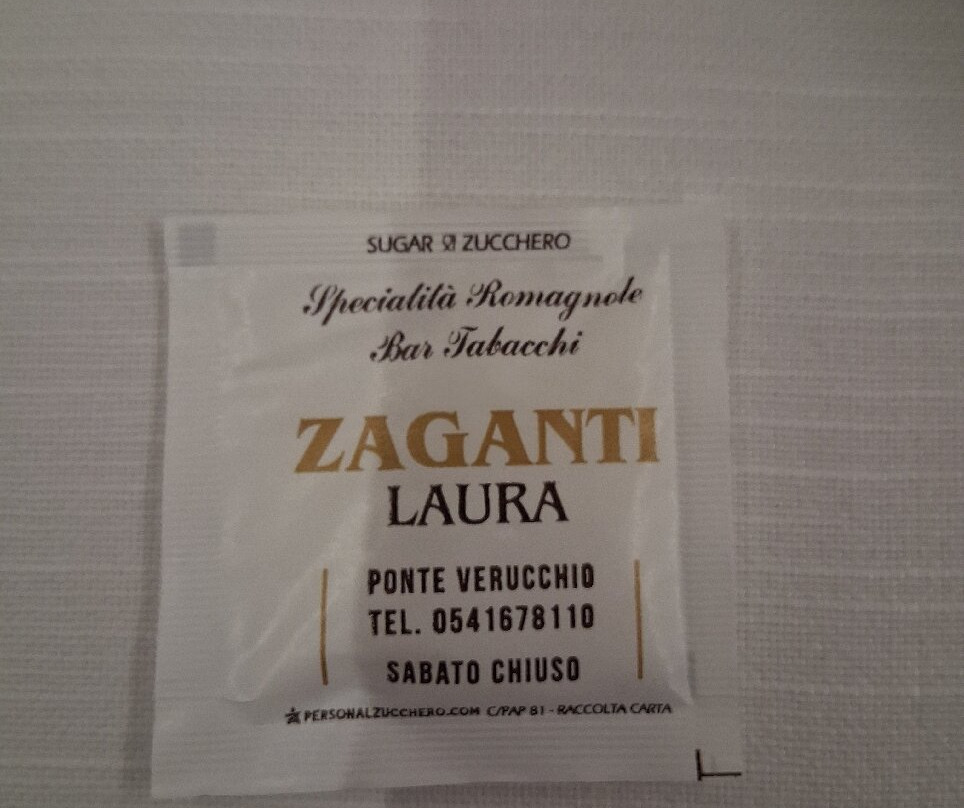 SUGAR ZUCCHERO
Specialità Romagnole
Bar Tabacchi
ZAGANTI
LAURA
PONTE VERUCCHIO
TEL. 0541678110
SABATO CHIUSO
PERSONALZUCCHERO.COM C/PAP 81 - RACCOLTA CARTA